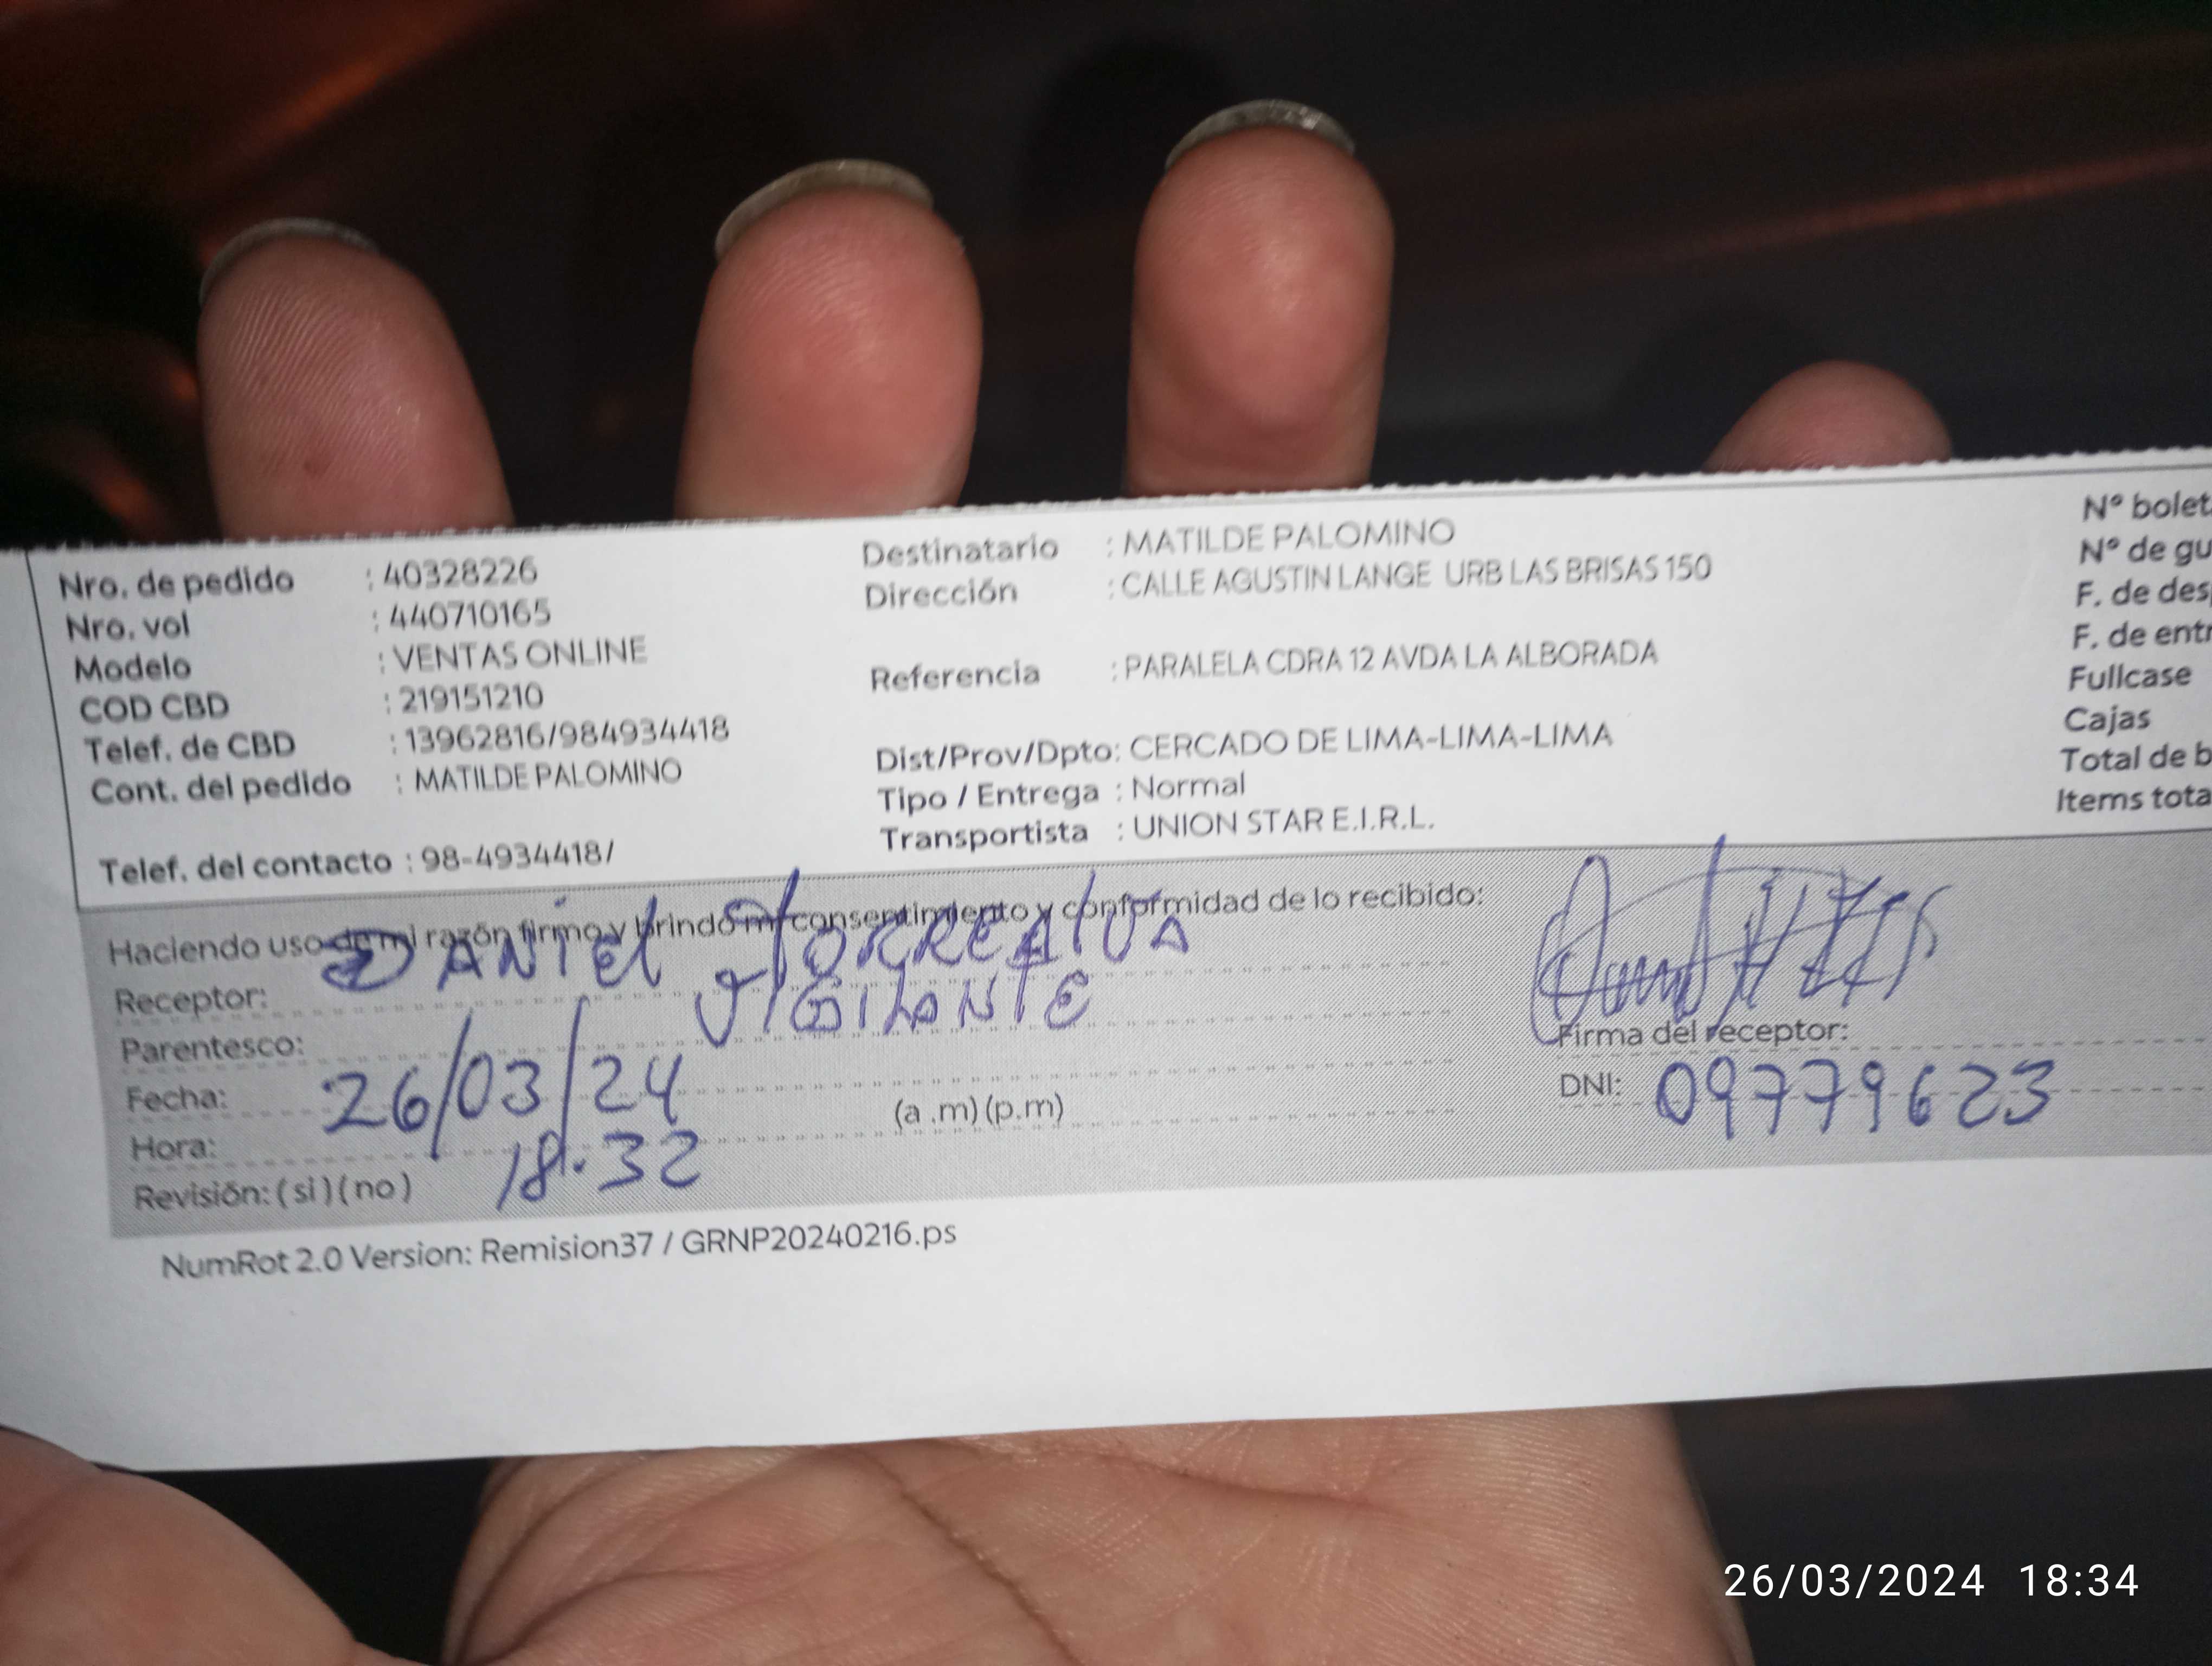 Nro. de pedido : 40328226
Nro. vol : 440710165
Modelo : VENTAS ONLINE
COD CBD : 219151210
Telef. de CBD : 13962816/984934418
Cont. del pedido : MATILDE PALOMINO
Telef. del contacto : 98-4934418/
Destinatario : MATILDE PALOMINO
Dirección : CALLE AGUSTIN LANGE URB LAS BRISAS 150
Referencia : PARALELA CDRA 12 AVDA LA ALBORADA
Dist/Prov/Dpto: CERCADO DE LIMA-LIMA-LIMA
Tipo / Entrega : Normal
Transportista : UNION STAR E.I.R.L.
Nº bolet
Nº de gu
F. de des
F. de entr
Fullcase
Cajas
Total de b
Items tota
Haciendo uso de mi razón firmo y brindo mi consentimiento y conformidad de lo recibido:
Receptor: DANIEL TORREALVA
Parentesco: VIGILANTE
Fecha: 26/03/24
Hora: 18:32 (a .m) (p.m)
Revisión: ( si ) ( no )
Firma del receptor:
DNI: 09779623
NumRot 2.0 Version: Remision37 / GRNP20240216.ps
26/03/2024 18:34